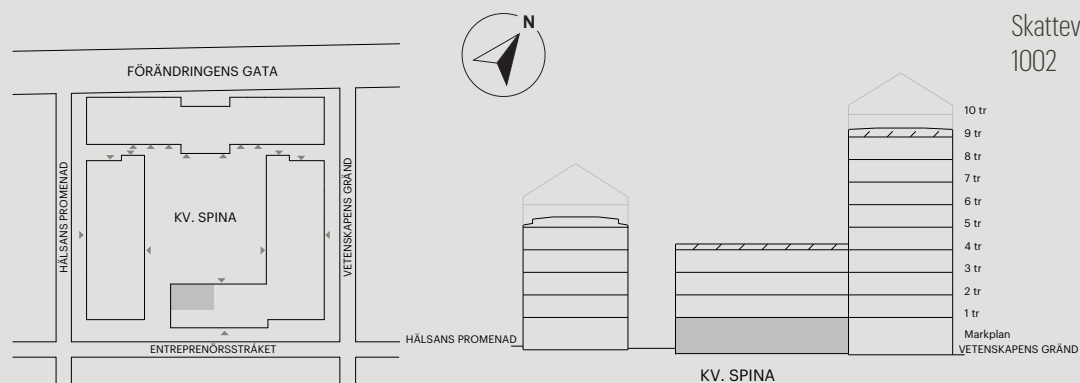 FÖRÄNDRINGENS GATA
HÄLSANS PROMENAD
KV. SPINA
VETENSKAPENS GRÄND
ENTREPRENÖRSSTRÅKET
N
Skattev
1002
10 tr
9 tr
8 tr
7 tr
6 tr
5 tr
4 tr
3 tr
2 tr
1 tr
Markplan
HÄLSANS PROMENAD
VETENSKAPENS GRÄND
KV. SPINA